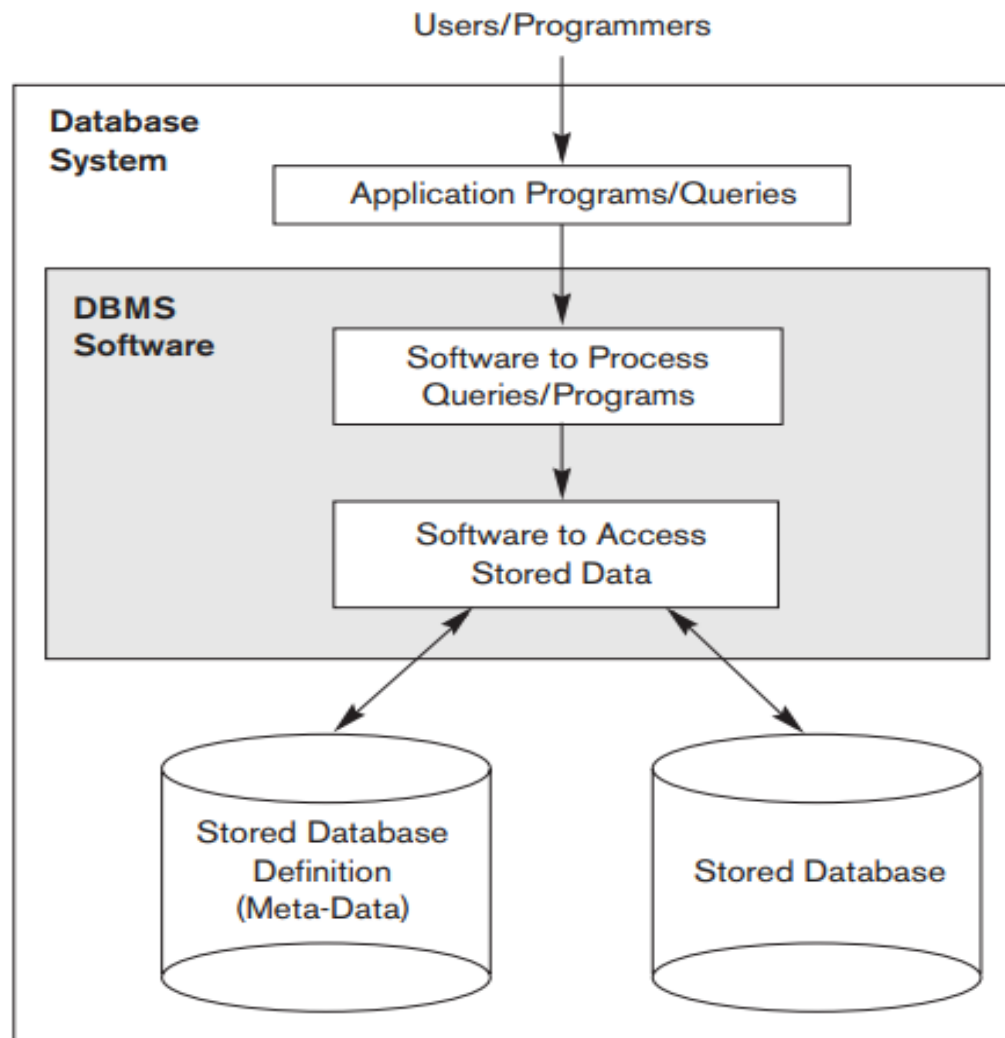 Users/Programmers
Database
System
Application Programs/Queries
DBMS
Software
Software to Process
Queries/Programs
Software to Access
Stored Data
Stored Database
Definition
(Meta-Data)
Stored Database